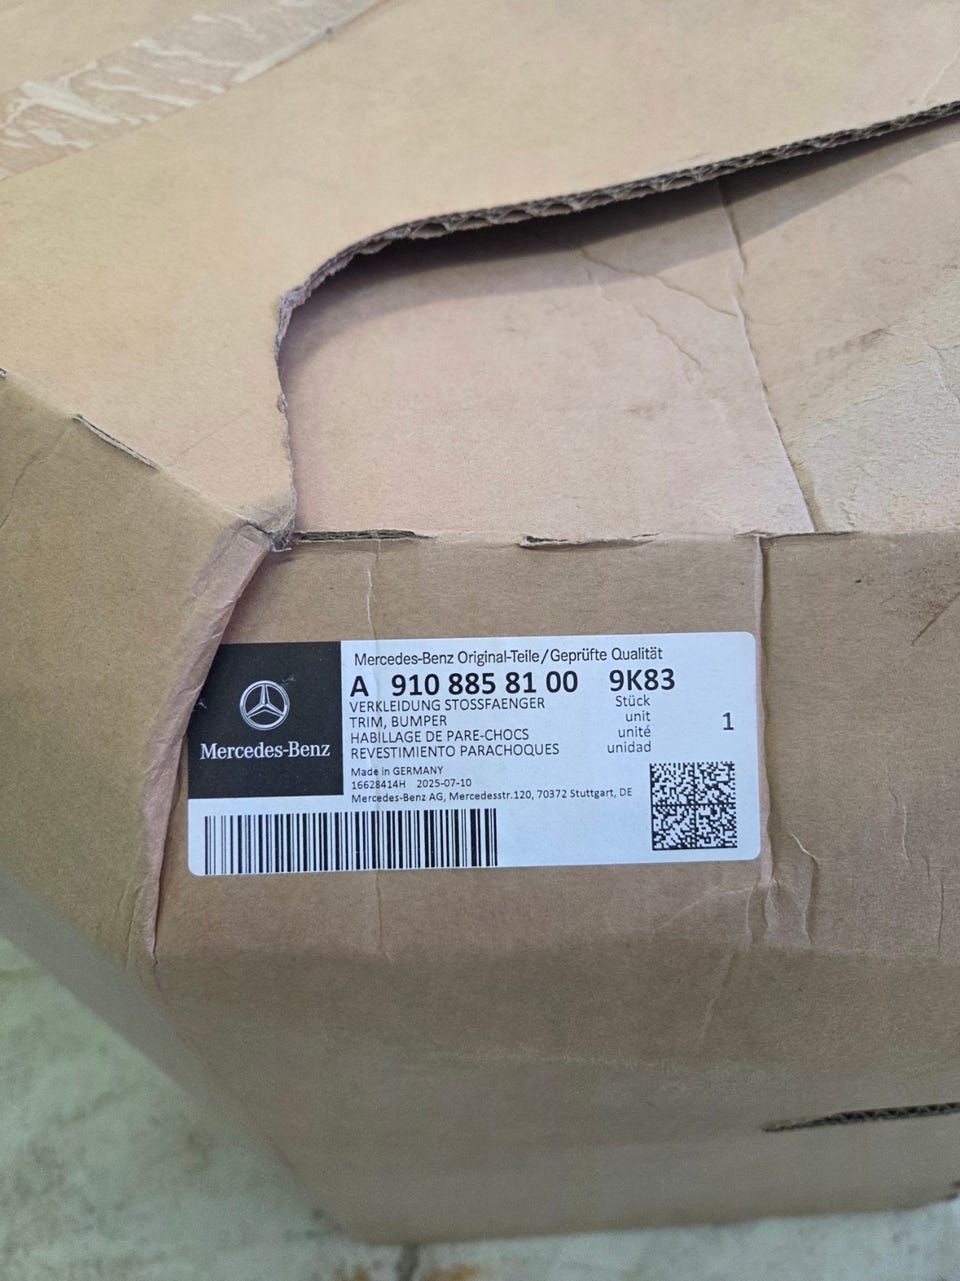 Mercedes-Benz Original-Teile/Geprüfte Qualität
A 910 885 81 00 9K83
VERKLEIDUNG STOSSFAENGER Stück
TRIM, BUMPER unit
HABILLAGE DE PARE-CHOCS unité
REVESTIMIENTO PARACHOQUES unidad
1
Mercedes-Benz
Made in GERMANY
16628414H 2025-07-10
Mercedes-Benz AG, Mercedesstr.120, 70372 Stuttgart, DE